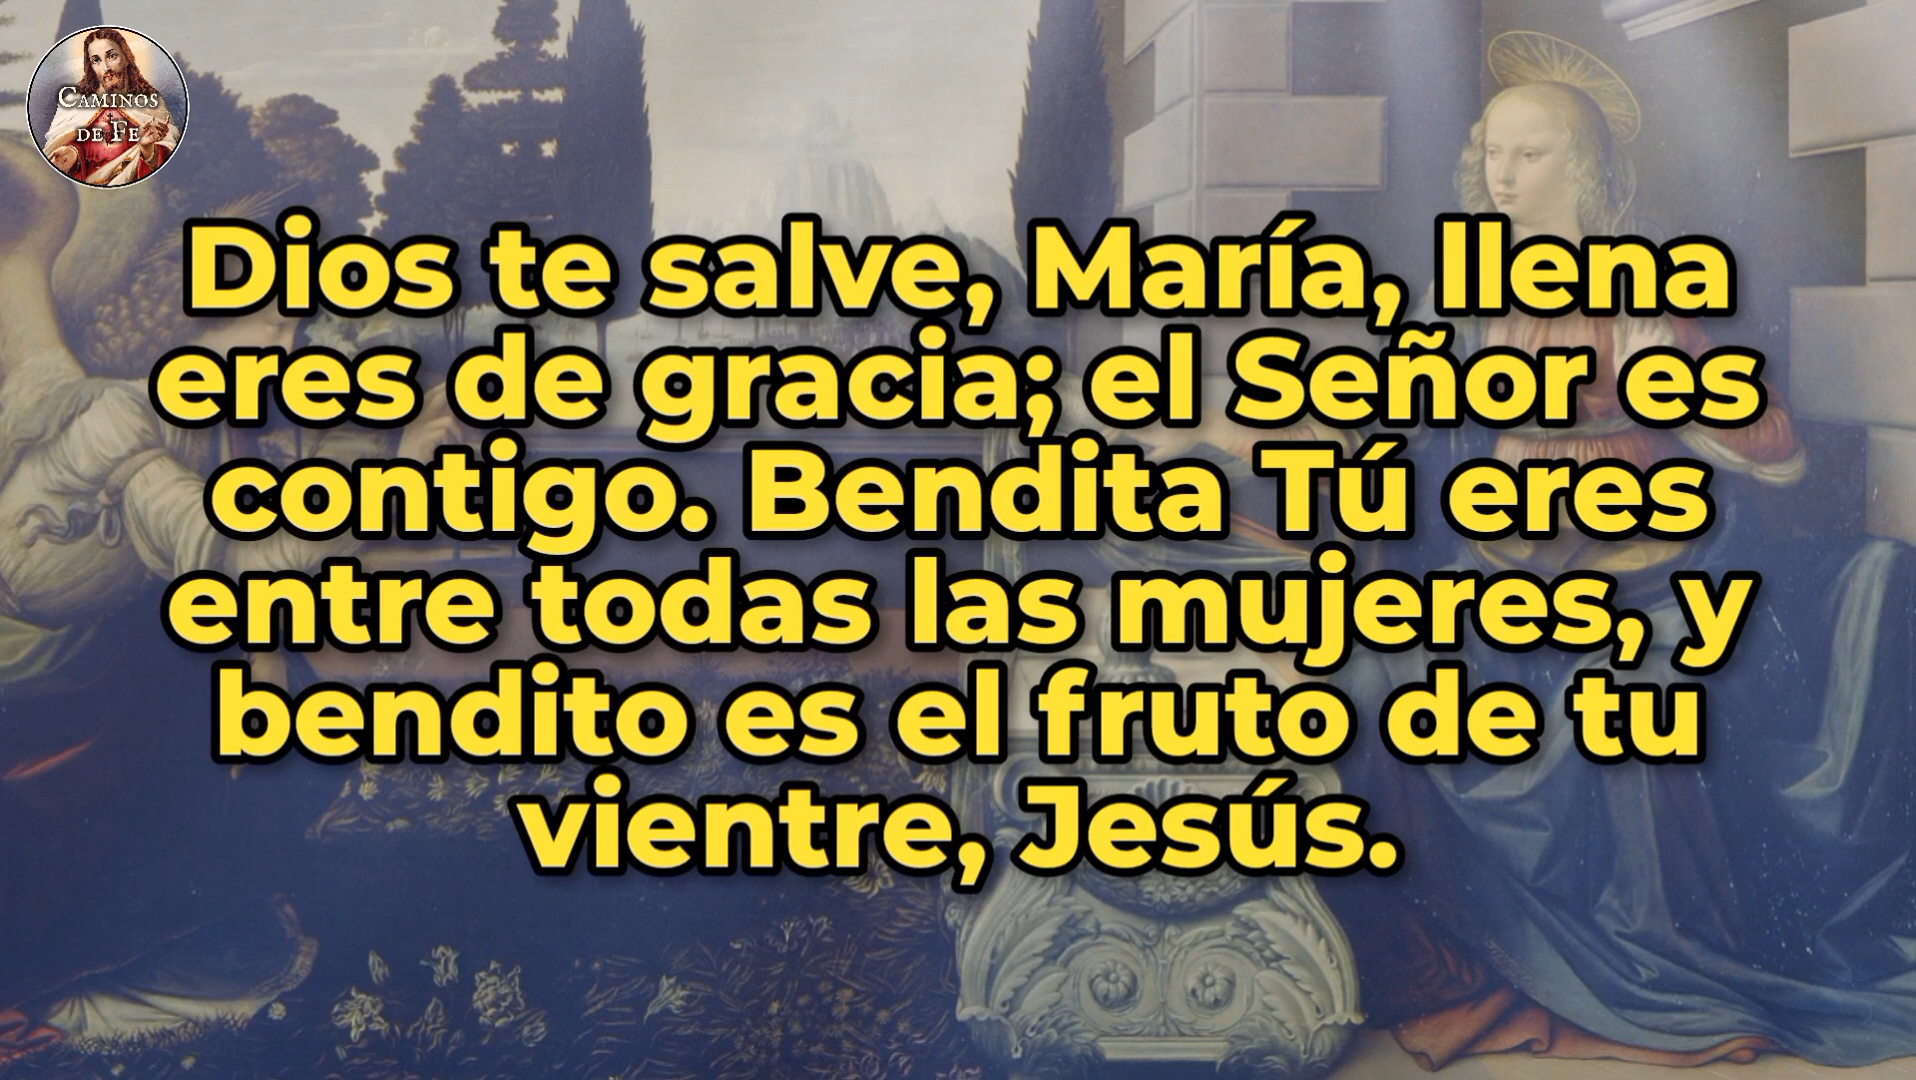 CAMINOS
DE FE
Dios te salve, María, llena
eres de gracia; el Señor es
contigo. Bendita Tú eres
entre todas las mujeres, y
bendito es el fruto de tu
vientre, Jesús.